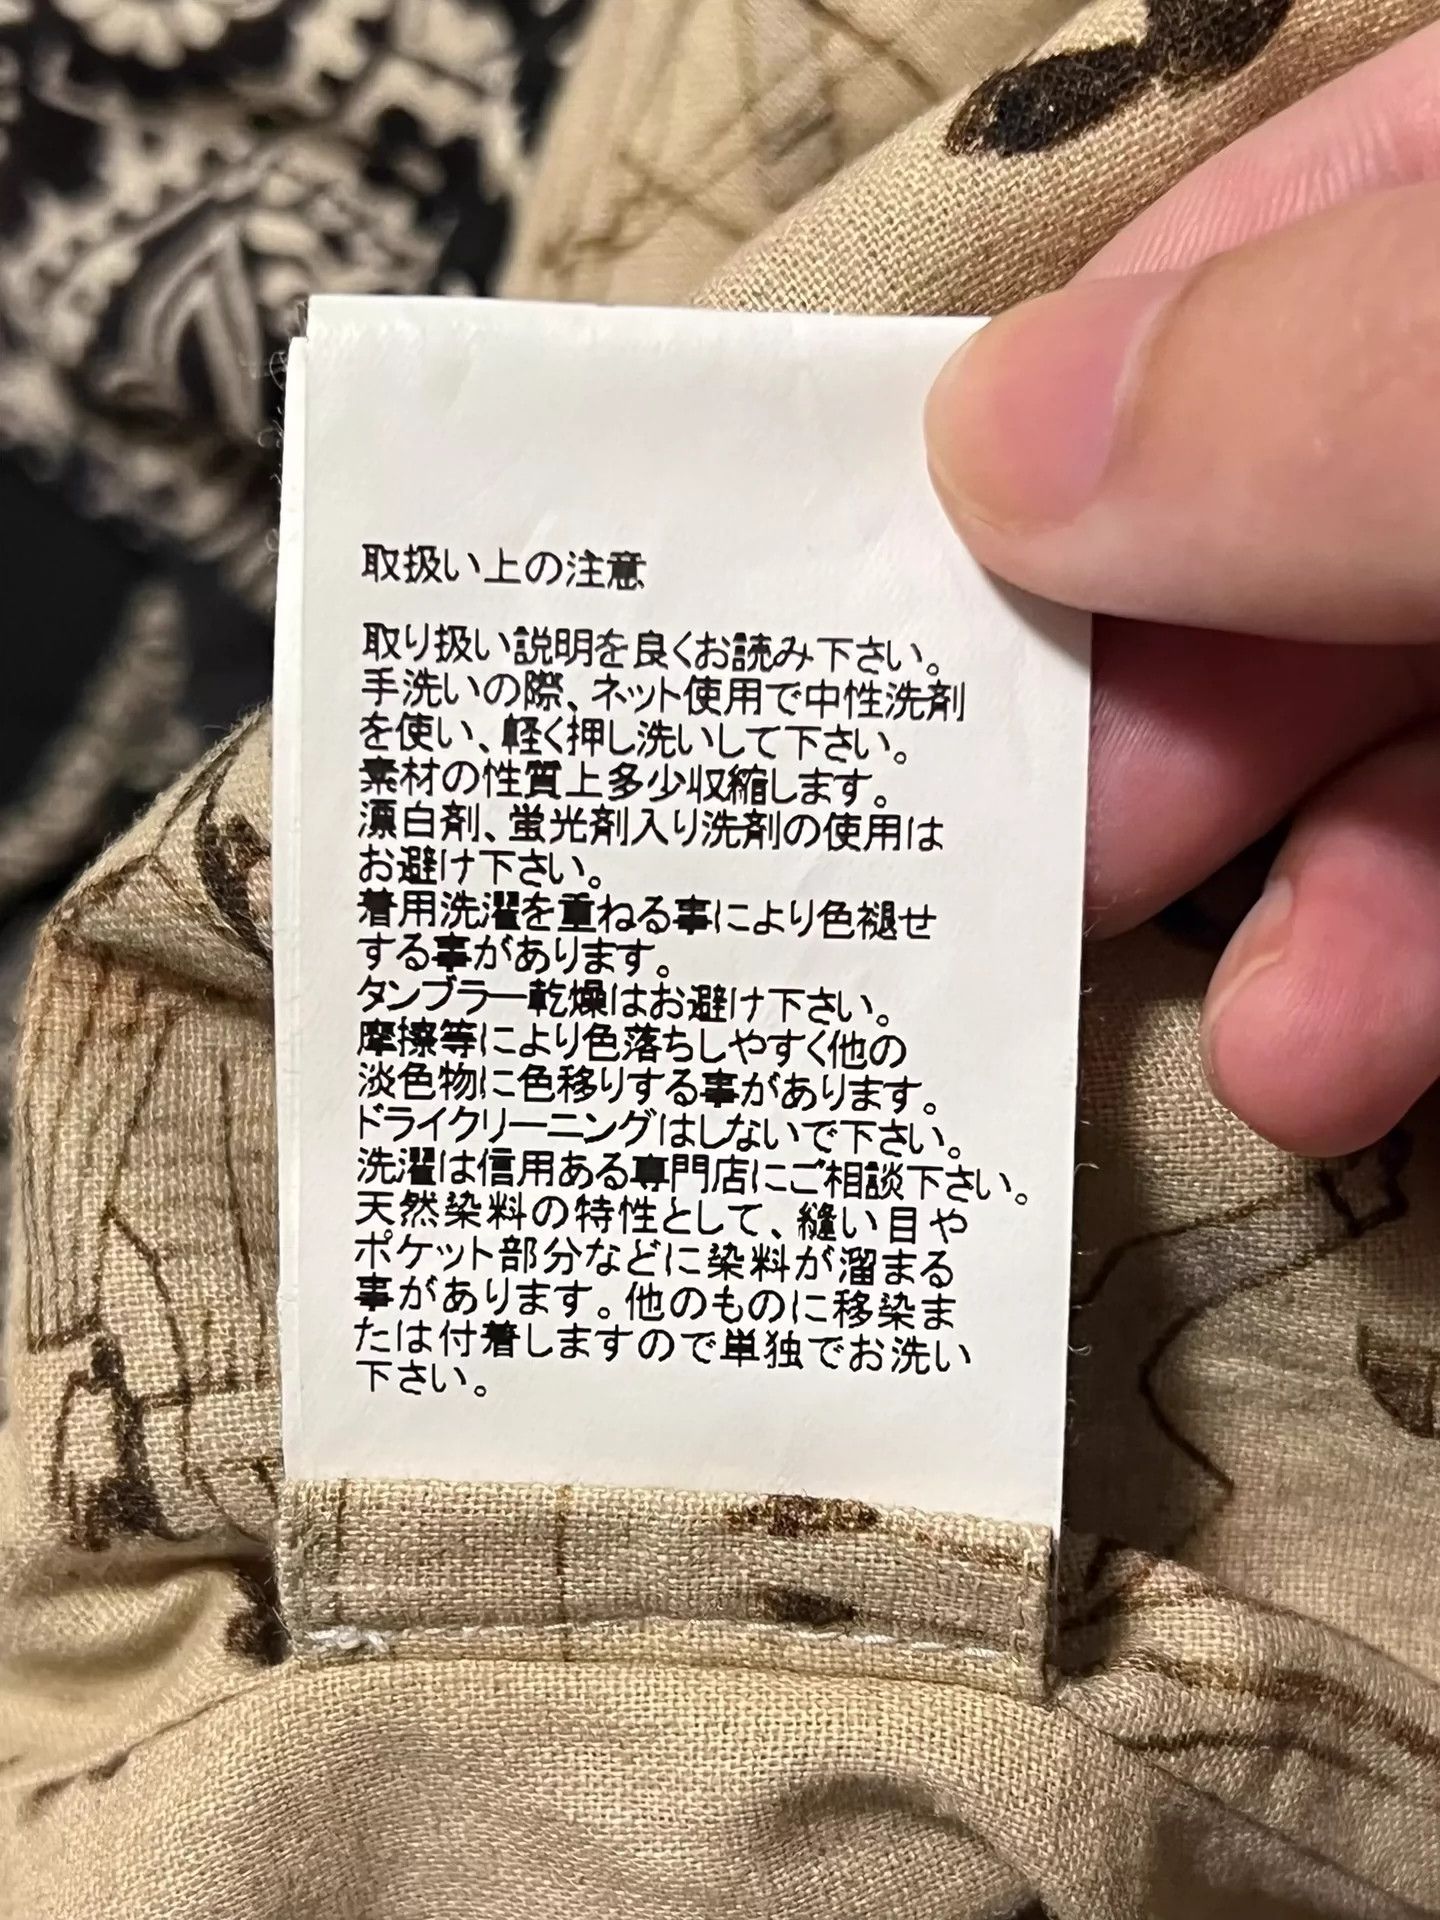 取扱い上の注意
取り扱い説明を良くお読み下さい。
手洗いの際、ネット使用で中性洗剤
を使い、軽く押し洗いして下さい。
素材の性質上多少収縮します。
漂白剤、蛍光剤入り洗剤の使用は
お避け下さい。
着用洗濯を重ねる事により色褪せ
する事があります。
タンブラー乾燥はお避け下さい。
摩擦等により色落ちしやすく他の
淡色物に色移りする事があります。
ドライクリーニングはしないで下さい。
洗濯は信用ある専門店にご相談下さい。
天然染料の特性として、縫い目や
ポケット部分などに染料が溜まる
事があります。他のものに移染ま
たは付着しますので単独でお洗い
下さい。